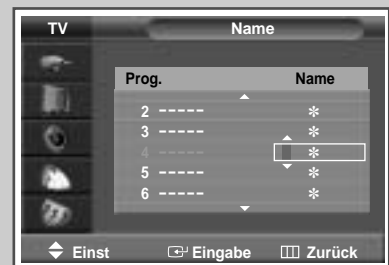 TV Name
Prog. Name
2 ----- ✻
3 ----- ✻
4 ----- ✻
5 ----- ✻
6 ----- ✻
Einst Eingabe Zurück